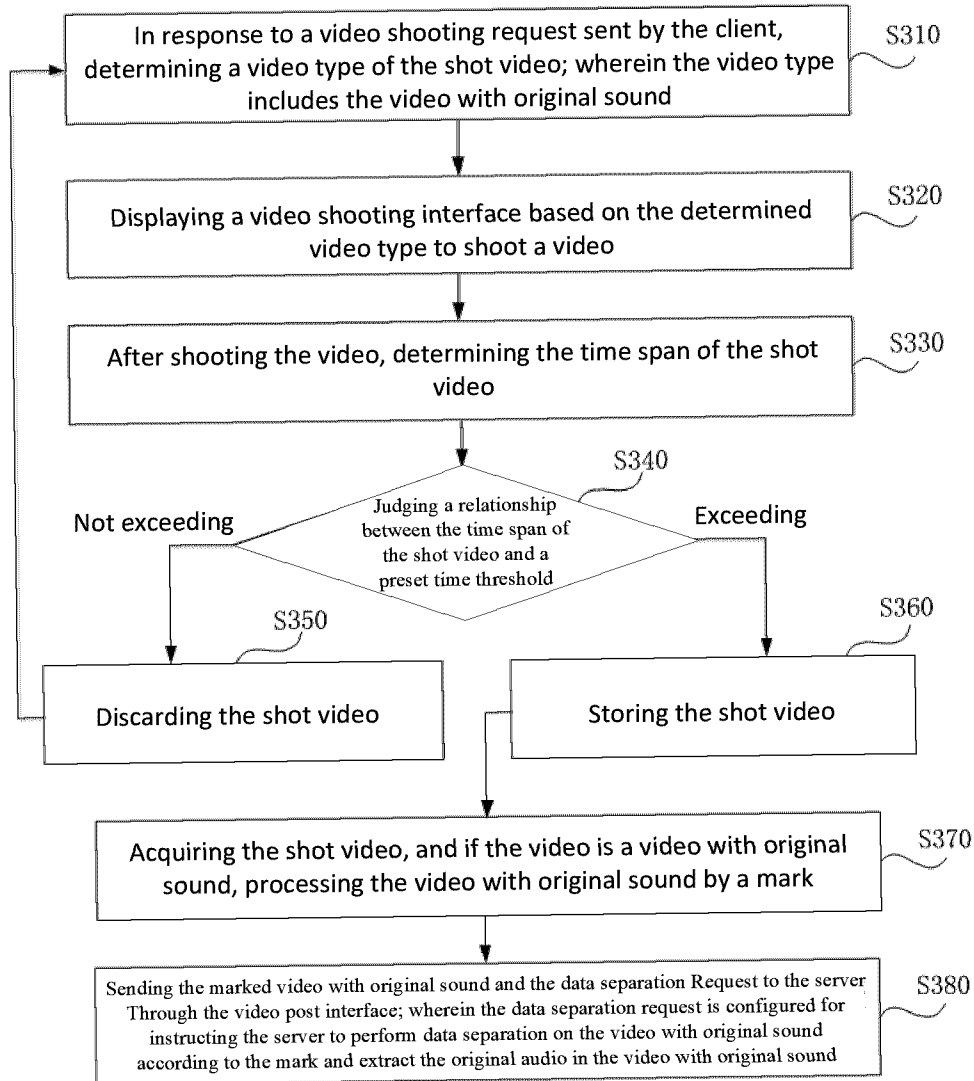 In response to a video shooting request sent by the client,
determining a video type of the shot video; wherein the video type
includes the video with original sound
S310
Displaying a video shooting interface based on the determined
video type to shoot a video
S320
After shooting the video, determining the time span of the shot
video
S330
S340
Judging a relationship
between the time span of
the shot video and a
preset time threshold
Not exceeding
Exceeding
S350
Discarding the shot video
S360
Storing the shot video
Acquiring the shot video, and if the video is a video with original
sound, processing the video with original sound by a mark
S370
Sending the marked video with original sound and the data separation Request to the server
Through the video post interface; wherein the data separation request is configured for
instructing the server to perform data separation on the video with original sound
according to the mark and extract the original audio in the video with original sound
S380